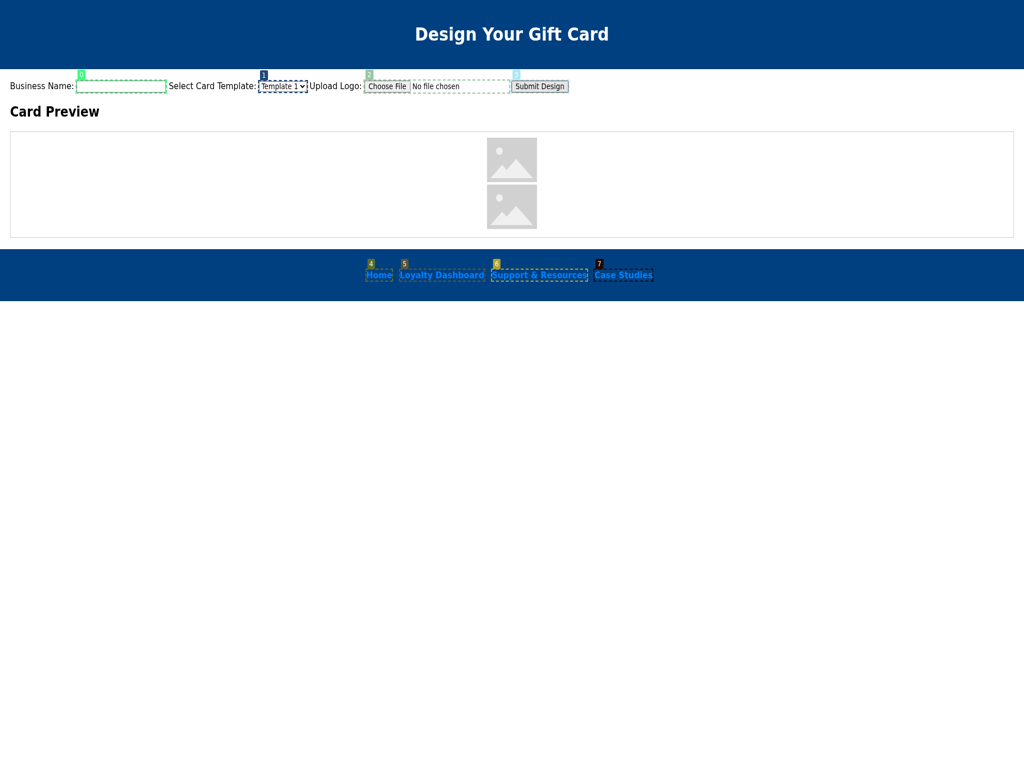 Design Your Gift Card
0 1 2 3
Business Name: Select Card Template: Template 1 Upload Logo: Choose File No file chosen Submit Design
Card Preview
4 5 6 7
Home Loyalty Dashboard Support & Resources Case Studies